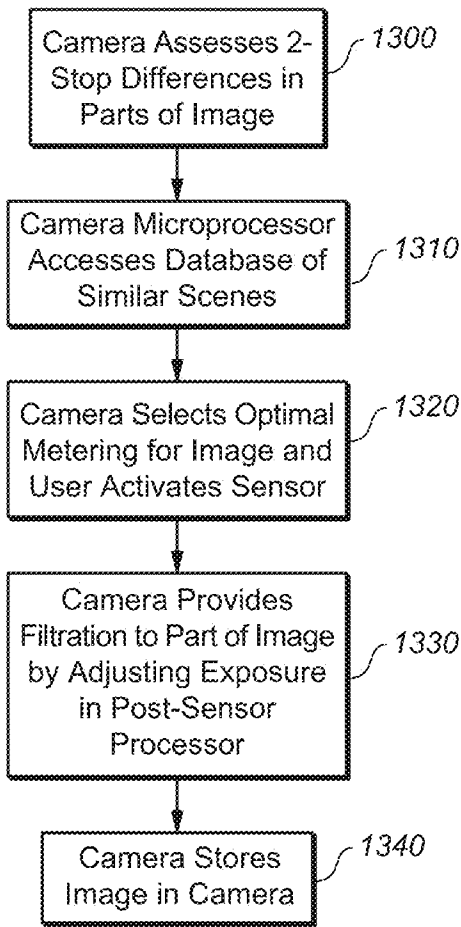 Camera Assesses 2-
Stop Differences in
Parts of Image
1300
Camera Microprocessor
Accesses Database of
Similar Scenes
1310
Camera Selects Optimal
Metering for Image and
User Activates Sensor
1320
Camera Provides
Filtration to Part of Image
by Adjusting Exposure
in Post-Sensor
Processor
1330
Camera Stores
Image in Camera
1340